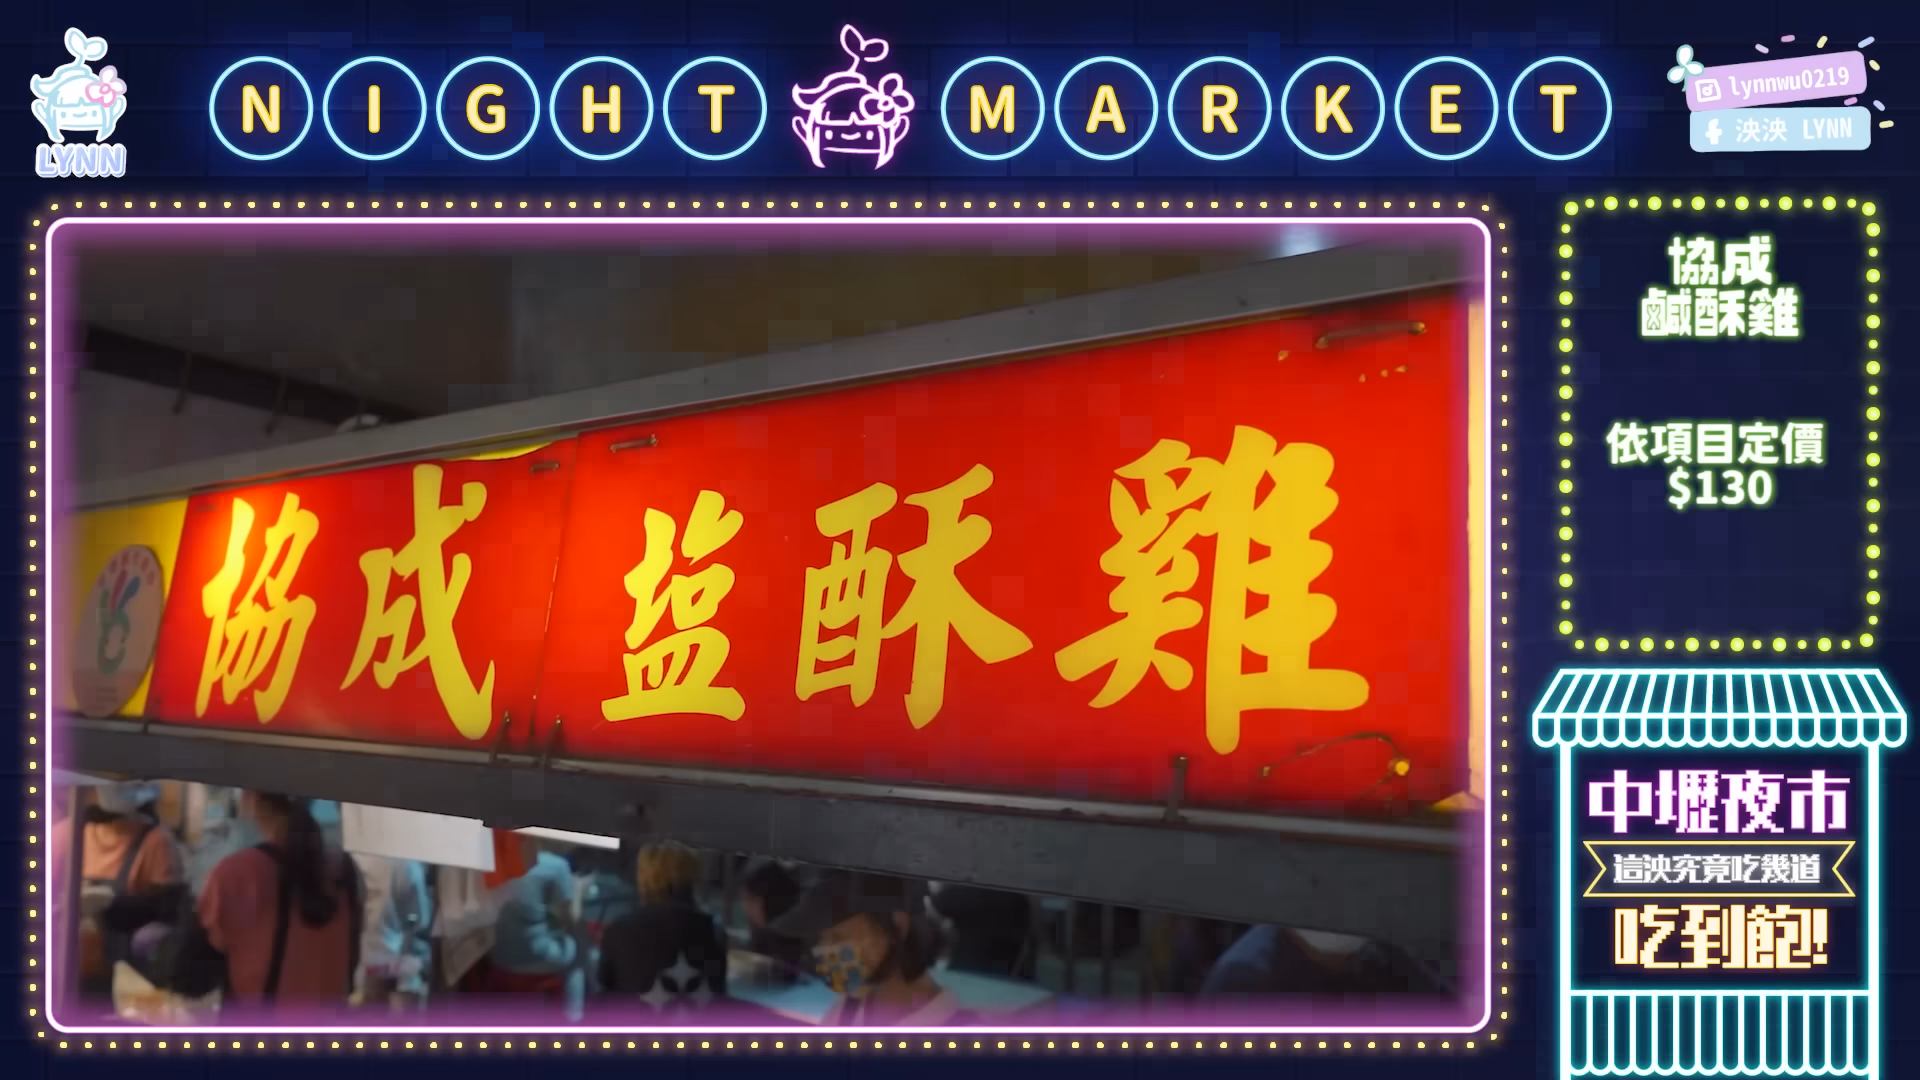 LYNN
NIGHT MARKET
lynnwu0219
泱泱 LYNN
協成
鹹酥雞
依項目定價
$130
協成 塩酥雞
中壢夜市
這泱究竟吃幾道
吃到飽!